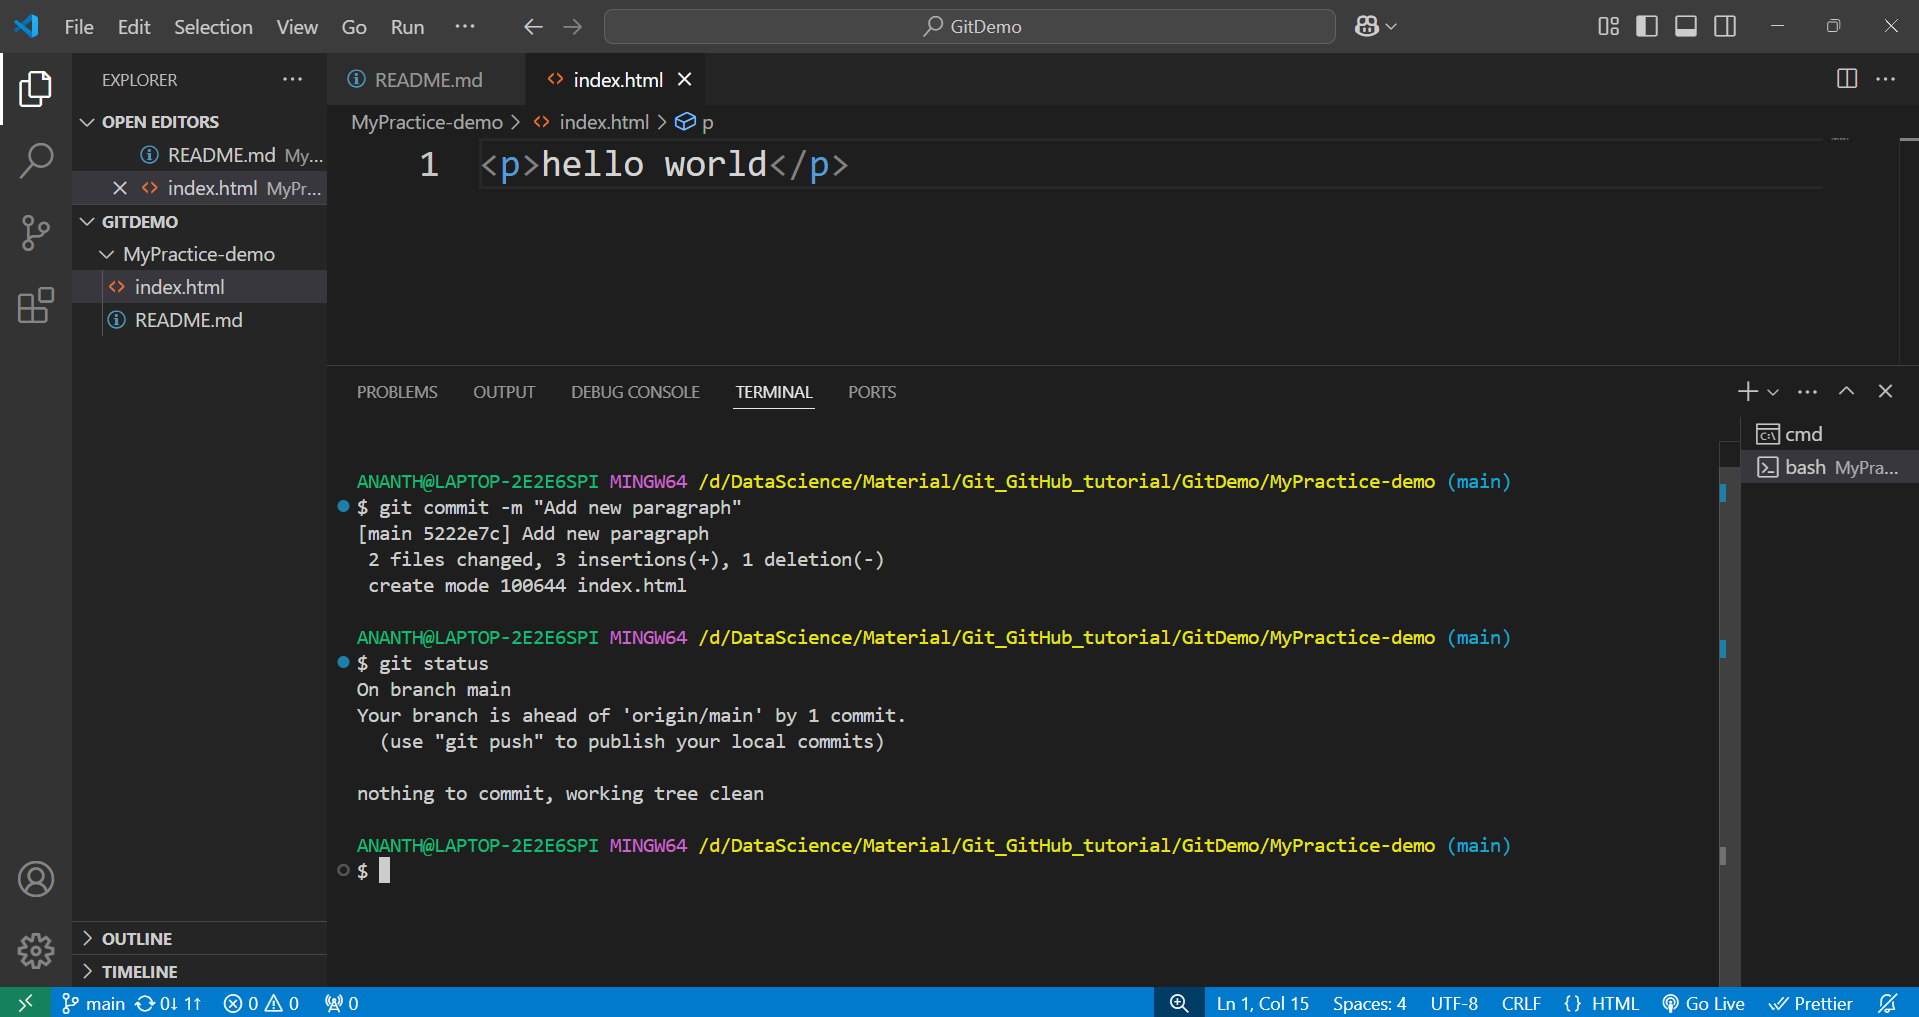 File Edit Selection View Go Run ··· GitDemo
EXPLORER ···
OPEN EDITORS
README.md My...
index.html MyPr...
GITDEMO
MyPractice-demo
index.html
README.md
OUTLINE
TIMELINE
README.md index.html
MyPractice-demo > index.html > p
1 <p>hello world</p>
PROBLEMS OUTPUT DEBUG CONSOLE TERMINAL PORTS
cmd
bash MyPra...
ANANTH@LAPTOP-2E2E6SPI MINGW64 /d/DataScience/Material/Git_GitHub_tutorial/GitDemo/MyPractice-demo (main)
$ git commit -m "Add new paragraph"
[main 5222e7c] Add new paragraph
2 files changed, 3 insertions(+), 1 deletion(-)
create mode 100644 index.html
ANANTH@LAPTOP-2E2E6SPI MINGW64 /d/DataScience/Material/Git_GitHub_tutorial/GitDemo/MyPractice-demo (main)
$ git status
On branch main
Your branch is ahead of 'origin/main' by 1 commit.
(use "git push" to publish your local commits)
nothing to commit, working tree clean
ANANTH@LAPTOP-2E2E6SPI MINGW64 /d/DataScience/Material/Git_GitHub_tutorial/GitDemo/MyPractice-demo (main)
$
main 0↓ 1↑ 0 0 0 Ln 1, Col 15 Spaces: 4 UTF-8 CRLF {} HTML Go Live Prettier